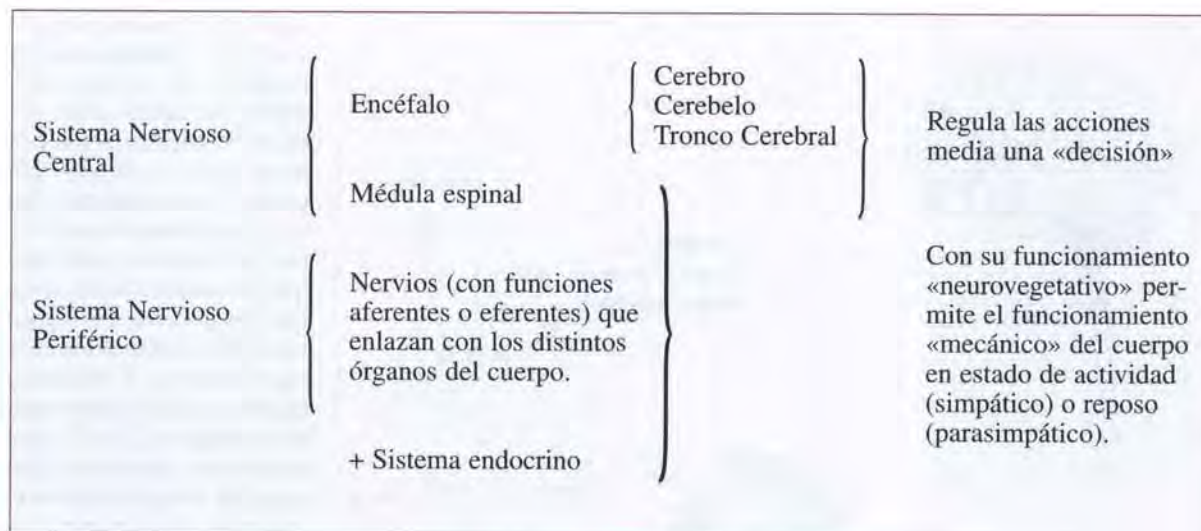 Sistema Nervioso
Central
Encéfalo
Cerebro
Cerebelo
Tronco Cerebral
Regula las acciones
media una «decisión»
Médula espinal
Sistema Nervioso
Periférico
Nervios (con funciones
aferentes o eferentes) que
enlazan con los distintos
órganos del cuerpo.
+ Sistema endocrino
Con su funcionamiento
«neurovegetativo» per-
mite el funcionamiento
«mecánico» del cuerpo
en estado de actividad
(simpático) o reposo
(parasimpático).